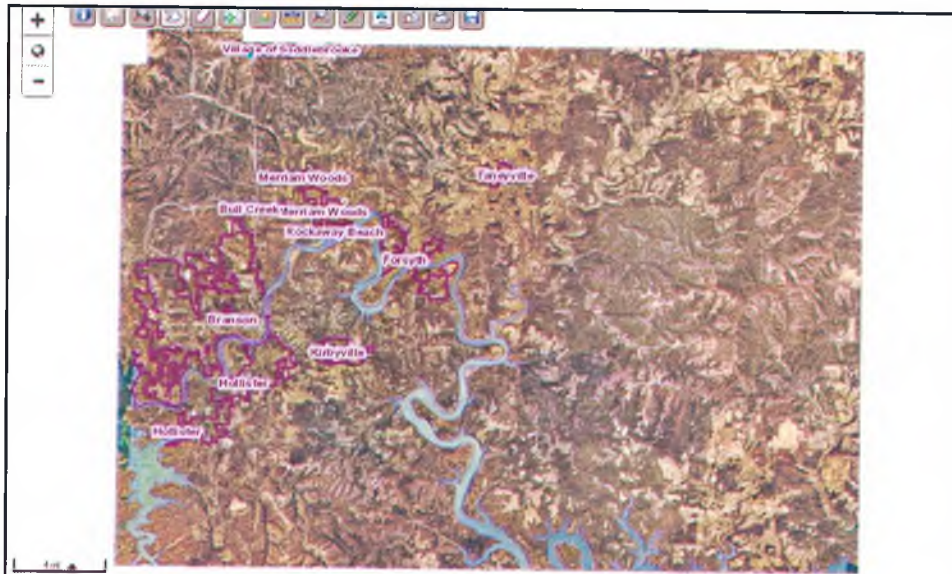 +
-
Village of Saddlebrooke
Merriam Woods
Taneyville
Bull Creek
Merriam Woods
Rockaway Beach
Forsyth
Branson
Kirbyville
Hollister
Hollister